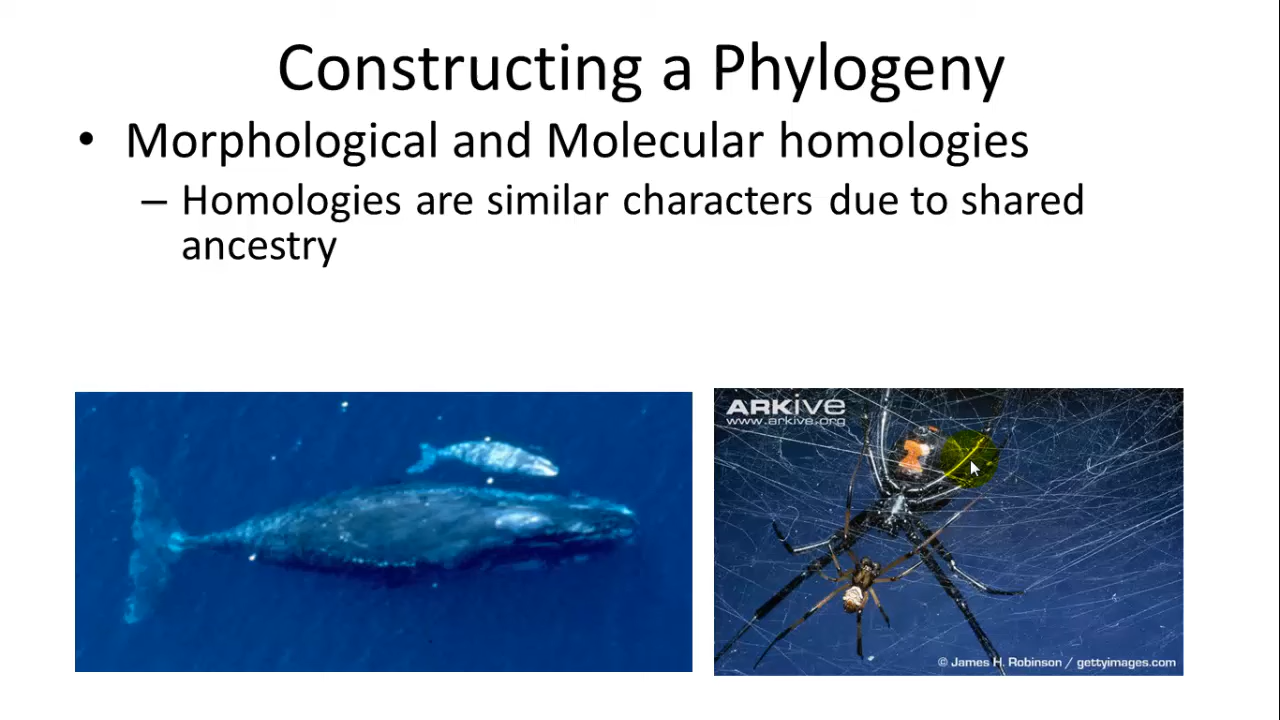 Constructing a Phylogeny
• Morphological and Molecular homologies
– Homologies are similar characters due to shared
ancestry
ARKive
www.arkive.org
© James H. Robinson / gettyimages.com